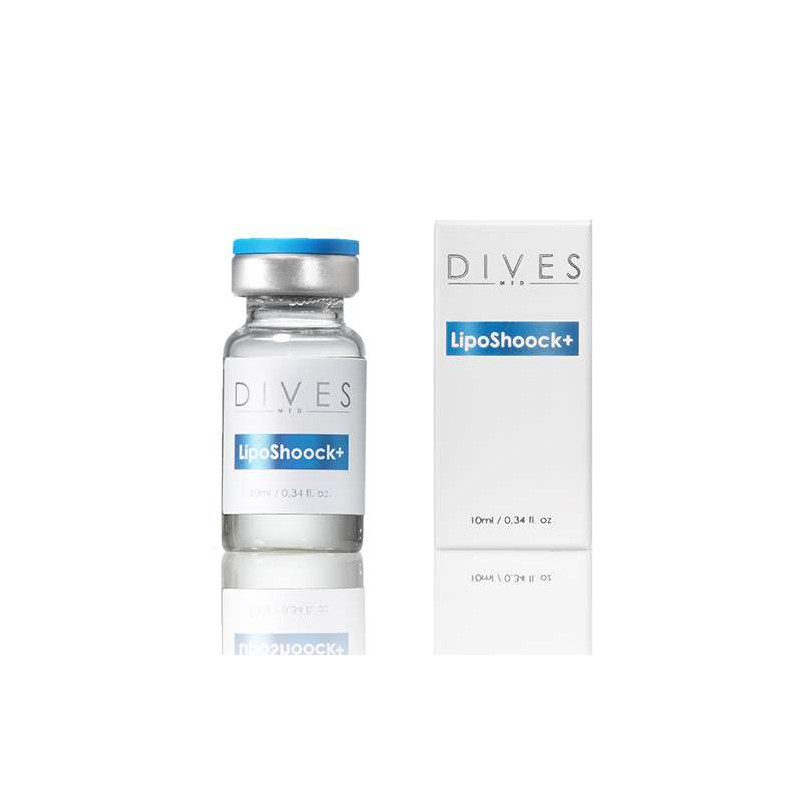 DIVES
MED
LipoShoock+
10ml / 0,34 fl. oz
DIVES
MED
LipoShoock+
10ml / 0,34 fl. oz